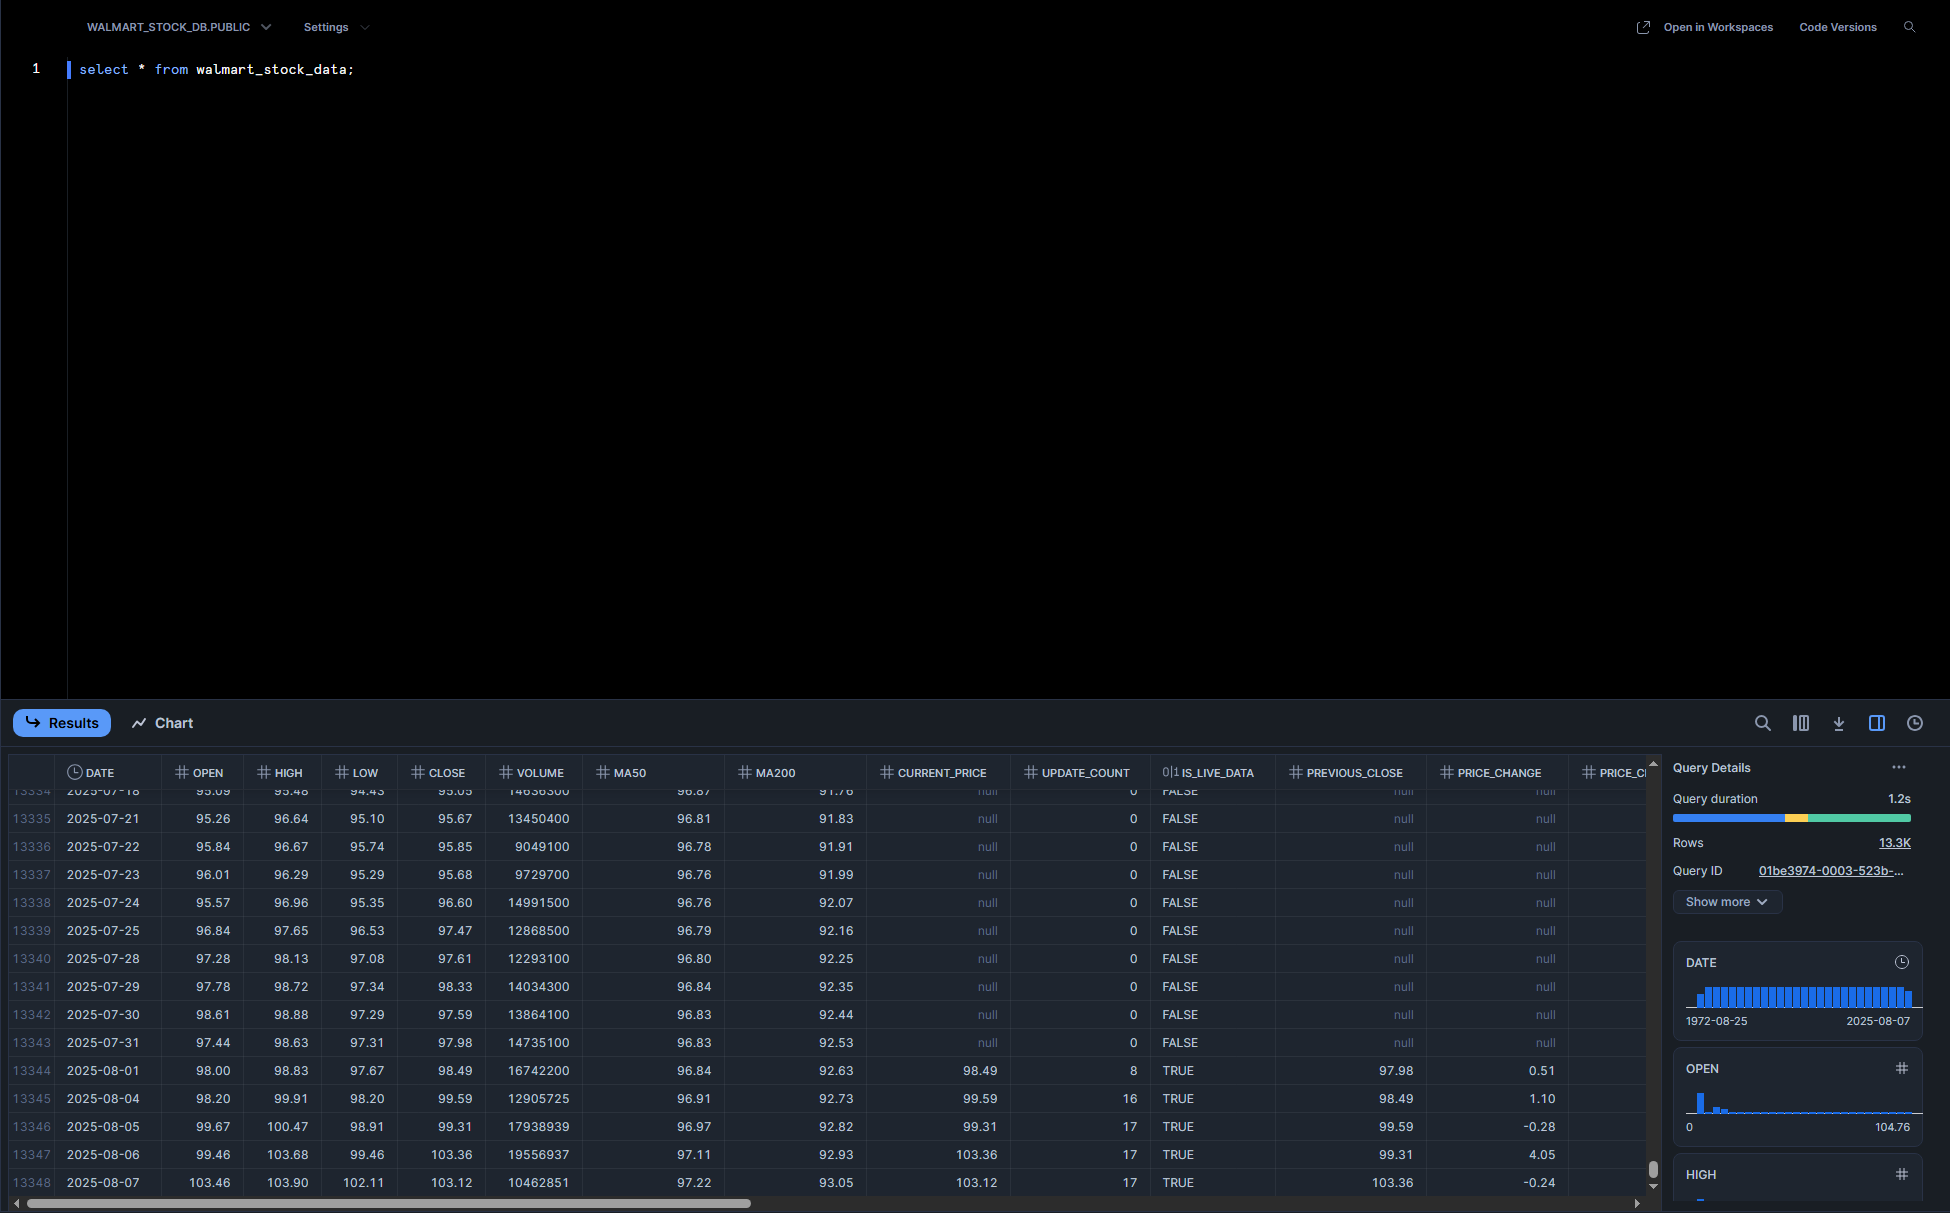 WALMART_STOCK_DB.PUBLIC Settings Open in Workspaces Code Versions
1 select * from walmart_stock_data;
Results Chart
DATE OPEN HIGH LOW CLOSE VOLUME MA50 MA200 CURRENT_PRICE UPDATE_COUNT 0|1 IS_LIVE_DATA PREVIOUS_CLOSE PRICE_CHANGE PRICE_C
13334 2025-07-18 95.09 95.48 94.43 95.05 14636300 96.87 91.76 null 0 FALSE null null
13335 2025-07-21 95.26 96.64 95.10 95.67 13450400 96.81 91.83 null 0 FALSE null null
13336 2025-07-22 95.84 96.67 95.74 95.85 9049100 96.78 91.91 null 0 FALSE null null
13337 2025-07-23 96.01 96.29 95.29 95.68 9729700 96.76 91.99 null 0 FALSE null null
13338 2025-07-24 95.57 96.96 95.35 96.60 14991500 96.76 92.07 null 0 FALSE null null
13339 2025-07-25 96.84 97.65 96.53 97.47 12868500 96.79 92.16 null 0 FALSE null null
13340 2025-07-28 97.28 98.13 97.08 97.61 12293100 96.80 92.25 null 0 FALSE null null
13341 2025-07-29 97.78 98.72 97.34 98.33 14034300 96.84 92.35 null 0 FALSE null null
13342 2025-07-30 98.61 98.88 97.29 97.59 13864100 96.83 92.44 null 0 FALSE null null
13343 2025-07-31 97.44 98.63 97.31 97.98 14735100 96.83 92.53 null 0 FALSE null null
13344 2025-08-01 98.00 98.83 97.67 98.49 16742200 96.84 92.63 98.49 8 TRUE 97.98 0.51
13345 2025-08-04 98.20 99.91 98.20 99.59 12905725 96.91 92.73 99.59 16 TRUE 98.49 1.10
13346 2025-08-05 99.67 100.47 98.91 99.31 17938939 96.97 92.82 99.31 17 TRUE 99.59 -0.28
13347 2025-08-06 99.46 103.68 99.46 103.36 19556937 97.11 92.93 103.36 17 TRUE 99.31 4.05
13348 2025-08-07 103.46 103.90 102.11 103.12 10462851 97.22 93.05 103.12 17 TRUE 103.36 -0.24
Query Details
Query duration 1.2s
Rows 13.3K
Query ID 01be3974-0003-523b-...
Show more
DATE
1972-08-25 2025-08-07
OPEN
0 104.76
HIGH